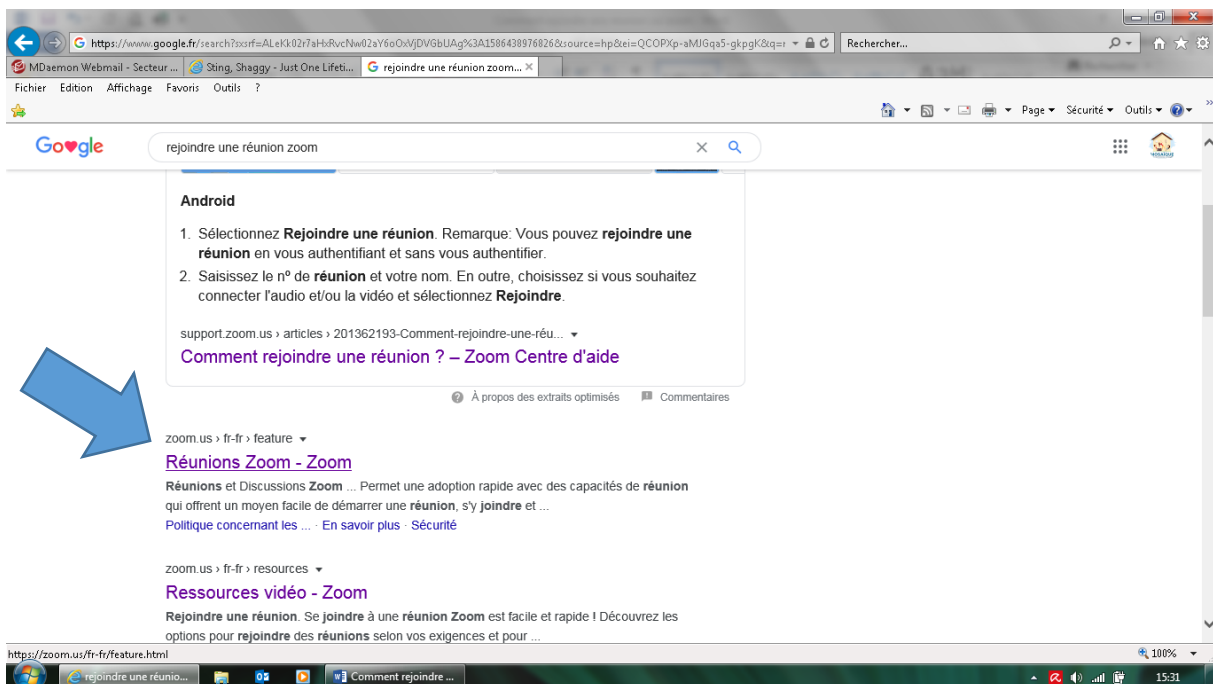 https://www.google.fr/search?sxsrf=ALeKk02r7aHxRvcNw02aY6oOxVjDVGbUAg%3A1586438976826&source=hp&ei=QCOPXp-aMJGqa5-gkpgK&q=r
Rechercher...
MDaemon Webmail - Secteur ...
Sting, Shaggy - Just One Lifeti...
rejoindre une réunion zoom...
Fichier Edition Affichage Favoris Outils ?
Page Sécurité Outils
Google
rejoindre une réunion zoom
Android
1. Sélectionnez Rejoindre une réunion. Remarque: Vous pouvez rejoindre une
réunion en vous authentifiant et sans vous authentifier.
2. Saisissez le nº de réunion et votre nom. En outre, choisissez si vous souhaitez
connecter l'audio et/ou la vidéo et sélectionnez Rejoindre.
support.zoom.us › articles › 201362193-Comment-rejoindre-une-réu...
Comment rejoindre une réunion ? – Zoom Centre d'aide
À propos des extraits optimisés Commentaires
zoom.us › fr-fr › feature
Réunions Zoom - Zoom
Réunions et Discussions Zoom ... Permet une adoption rapide avec des capacités de réunion
qui offrent un moyen facile de démarrer une réunion, s'y joindre et ...
Politique concernant les ... · En savoir plus · Sécurité
zoom.us › fr-fr › resources
Ressources vidéo - Zoom
Rejoindre une réunion. Se joindre à une réunion Zoom est facile et rapide ! Découvrez les
options pour rejoindre des réunions selon vos exigences et pour ...
https://zoom.us/fr-fr/feature.html
100%
rejoindre une réunio...
Comment rejoindre ...
15:31